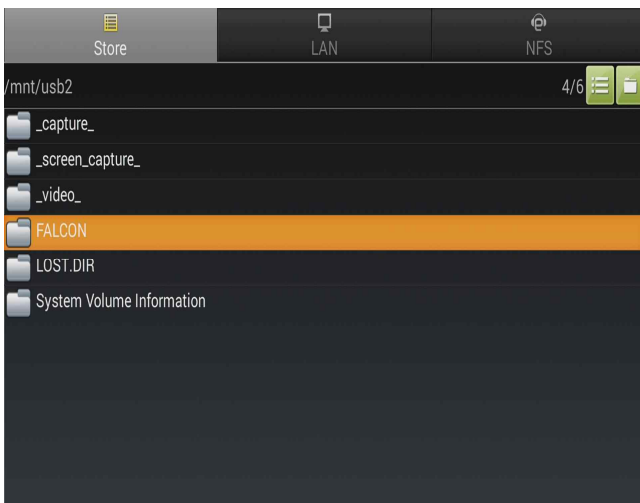 Store
LAN
NFS
/mnt/usb2
4/6
_capture_
_screen_capture_
_video_
FALCON
LOST.DIR
System Volume Information